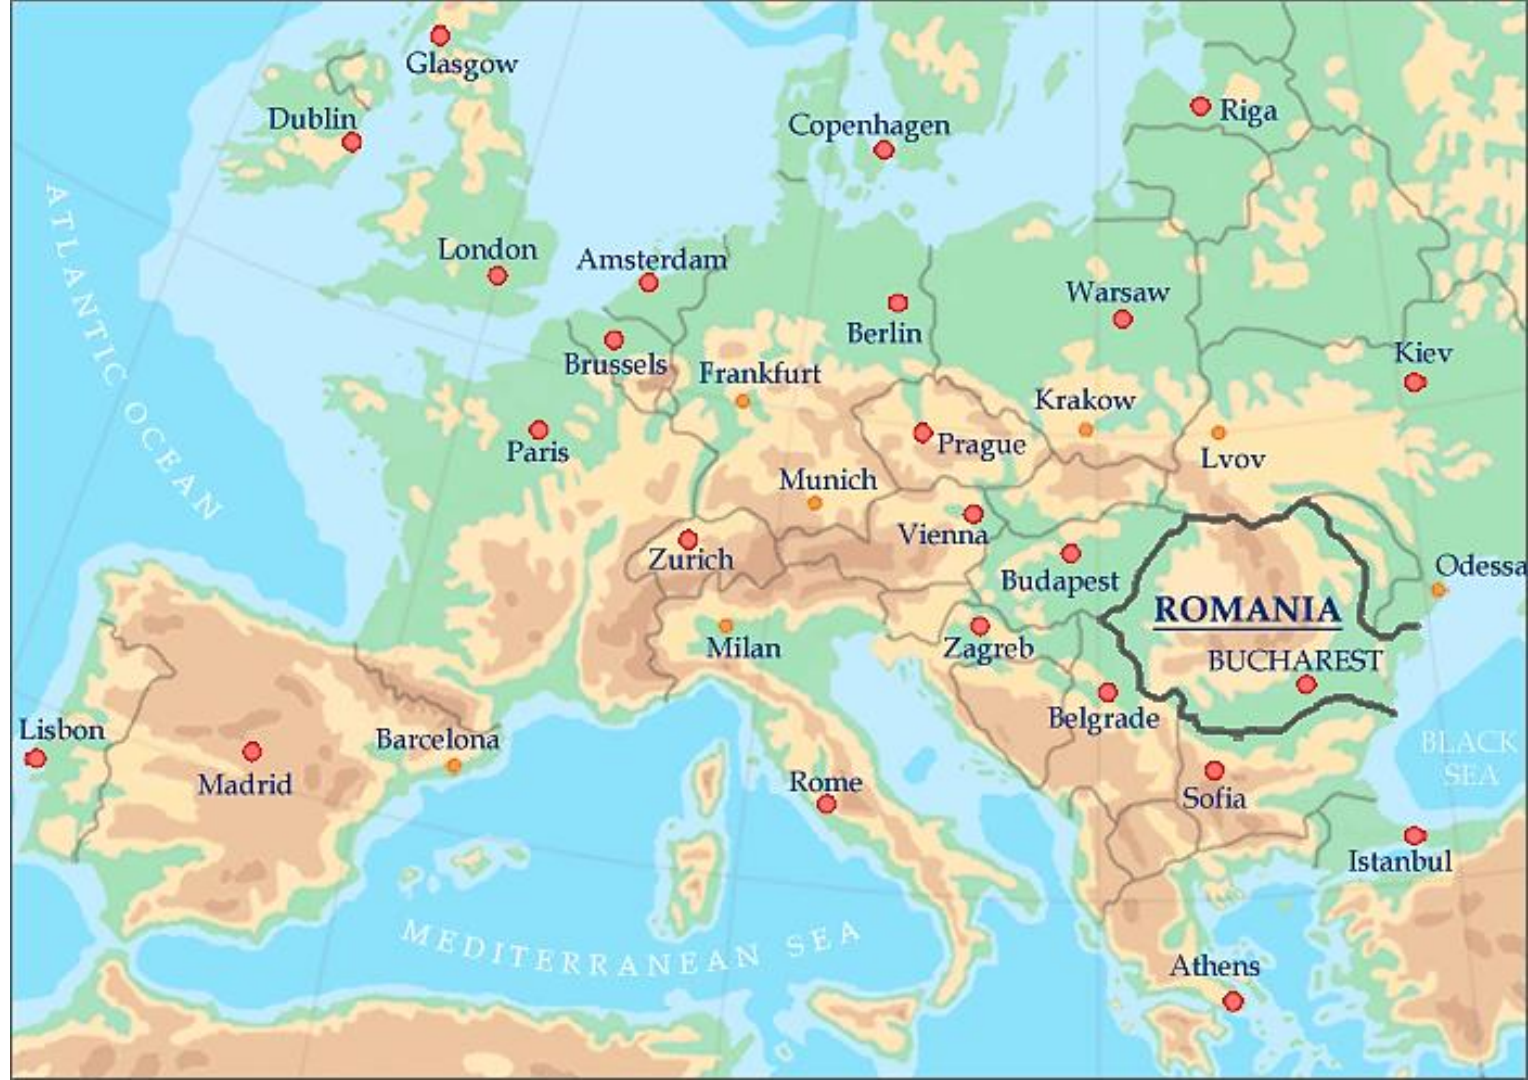 Glasgow
Dublin
Riga
Copenhagen
London
Amsterdam
Warsaw
Berlin
Kiev
Brussels
Frankfurt
Krakow
Paris
Prague
Lvov
Munich
Vienna
Zurich
Budapest
Odessa
ROMANIA
Milan
Zagreb
BUCHAREST
Lisbon
Barcelona
Belgrade
Madrid
Rome
Sofia
BLACK
SEA
Istanbul
Athens
ATLANTIC OCEAN
MEDITERRANEAN SEA